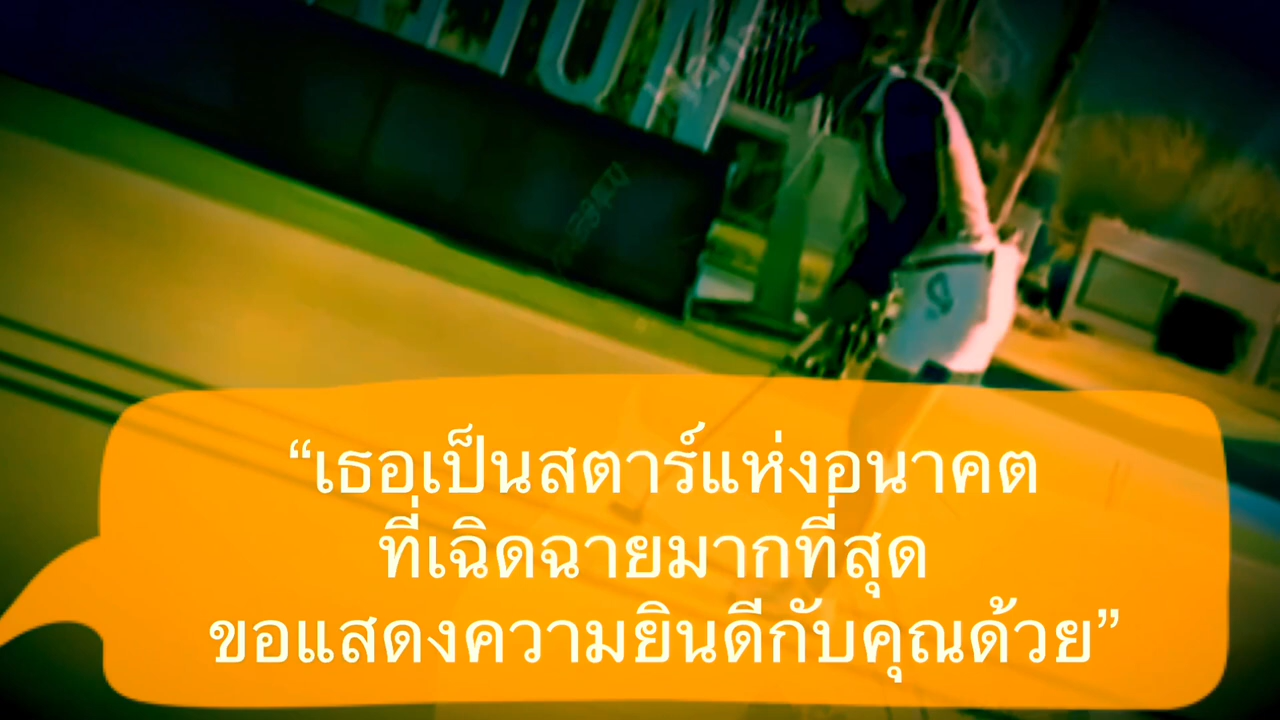 “เธอเป็นสตาร์แห่งอนาคต
ที่เฉิดฉายมากที่สุด
ขอแสดงความยินดีกับคุณด้วย”